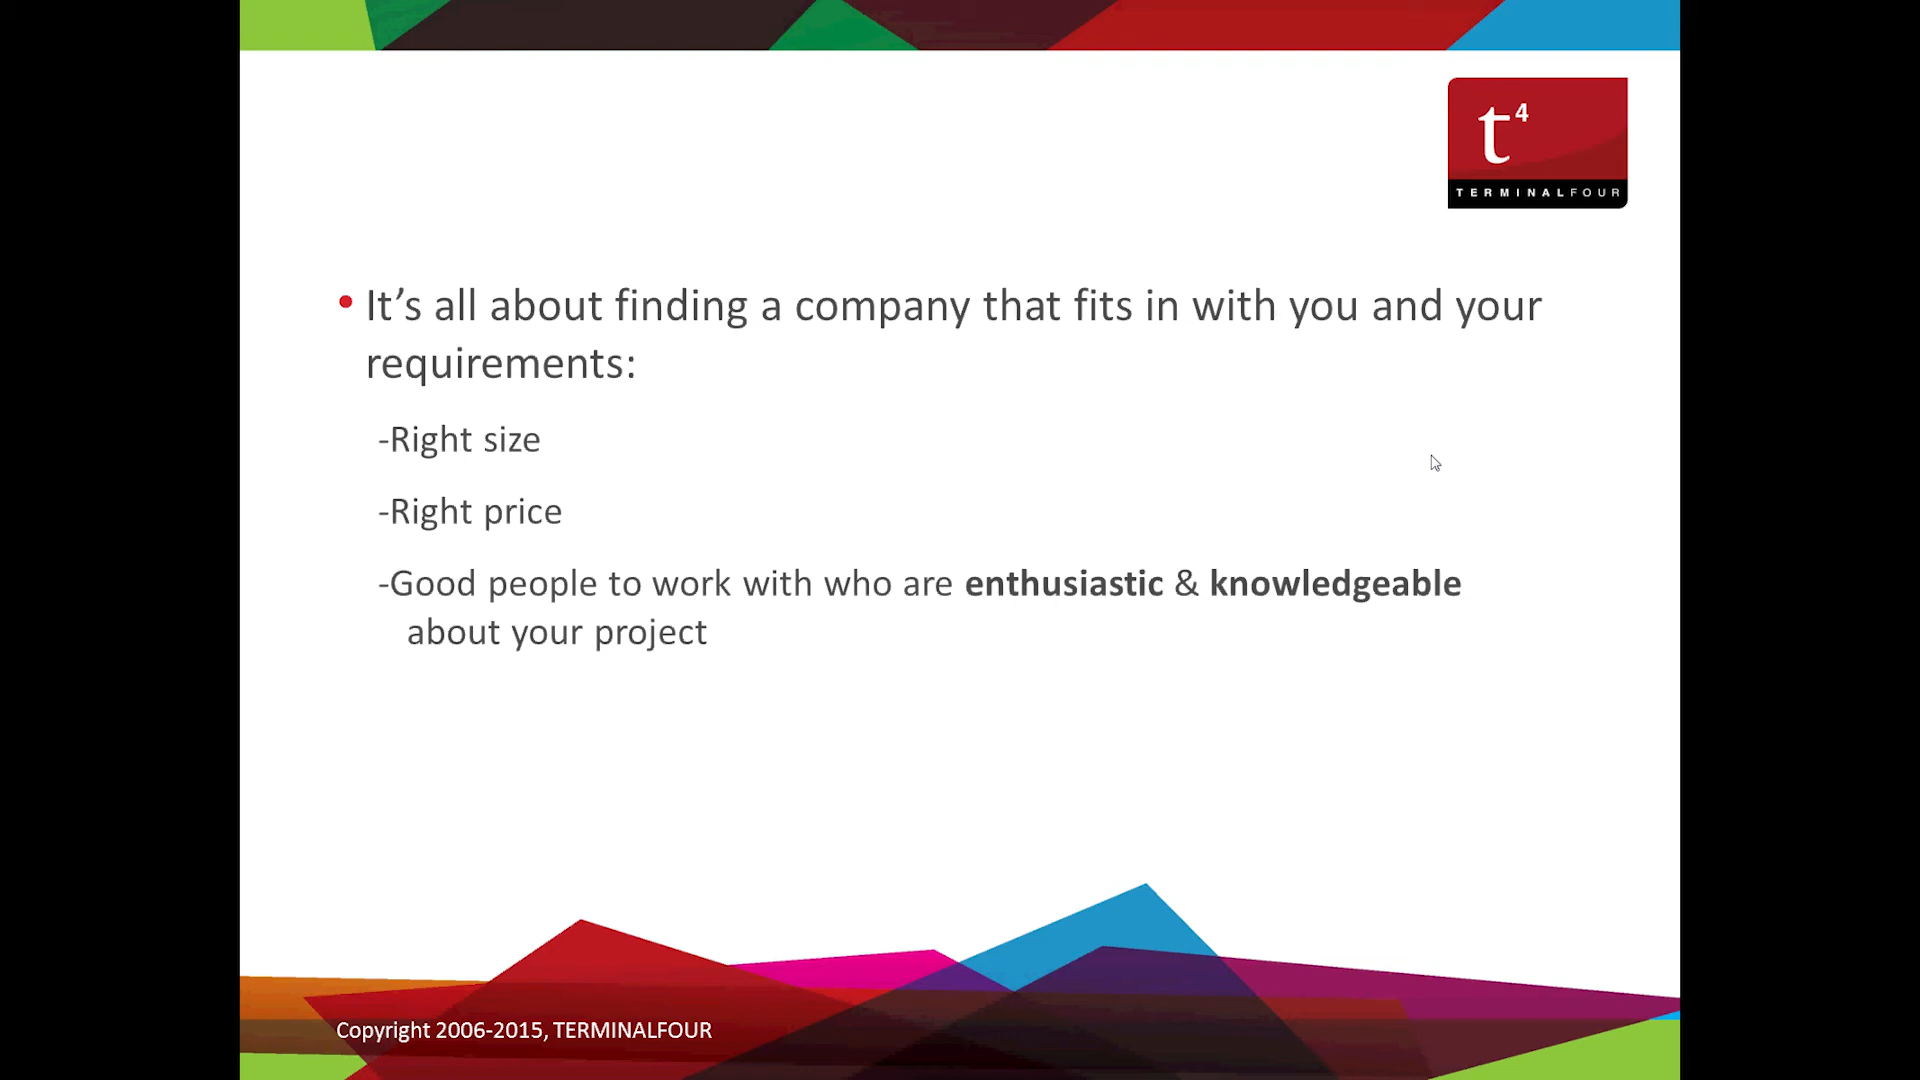 t4
TERMINALFOUR
• It’s all about finding a company that fits in with you and your
requirements:
-Right size
-Right price
-Good people to work with who are enthusiastic & knowledgeable
about your project
Copyright 2006-2015, TERMINALFOUR